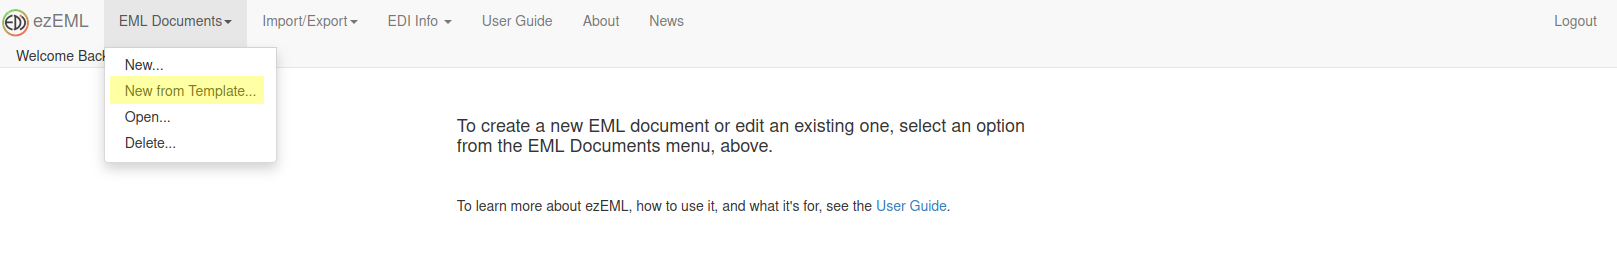 EDI ezEML EML Documents Import/Export EDI Info User Guide About News Logout
Welcome Back
New...
New from Template...
Open...
Delete...
To create a new EML document or edit an existing one, select an option
from the EML Documents menu, above.
To learn more about ezEML, how to use it, and what it's for, see the User Guide.